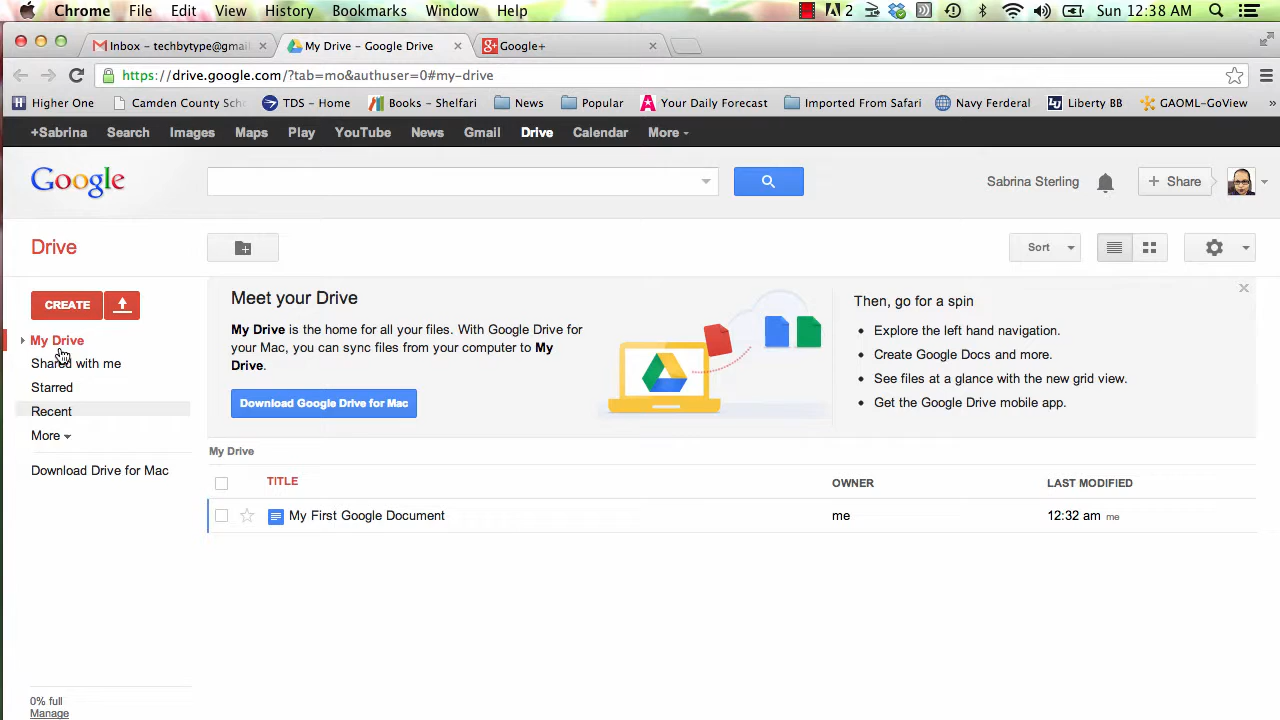 Chrome File Edit View History Bookmarks Window Help 2 Sun 12:38 AM
Inbox – techbytype@gmail
My Drive – Google Drive
Google+
https://drive.google.com/?tab=mo&authuser=0#my-drive
Higher One Camden County Sch TDS – Home Books – Shelfari News Popular Your Daily Forecast Imported From Safari Navy Ferderal LU Liberty BB GAOML-GoView »
+Sabrina Search Images Maps Play YouTube News Gmail Drive Calendar More
Google Sabrina Sterling + Share
Drive Sort
CREATE
My Drive
Shared with me
Starred
Recent
More
Download Drive for Mac
Meet your Drive
My Drive is the home for all your files. With Google Drive for
your Mac, you can sync files from your computer to My
Drive.
Download Google Drive for Mac
Then, go for a spin
Explore the left hand navigation.
Create Google Docs and more.
See files at a glance with the new grid view.
Get the Google Drive mobile app.
My Drive
TITLE OWNER LAST MODIFIED
My First Google Document me 12:32 am me
0% full
Manage